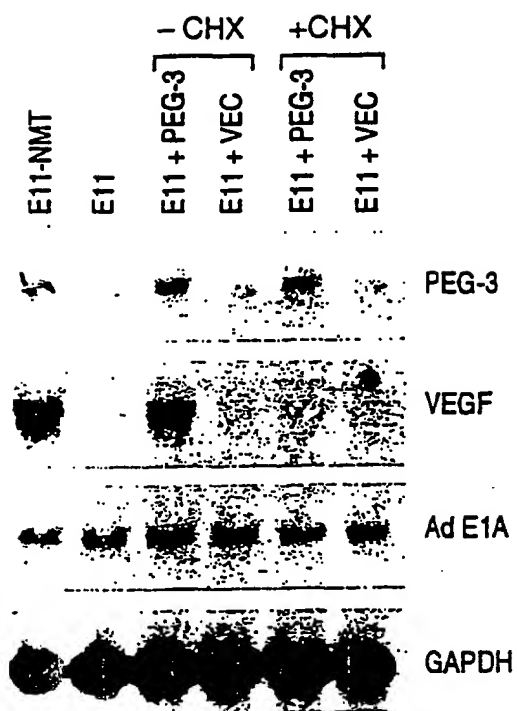 – CHX +CHX
E11-NMT
E11
E11 + PEG-3
E11 + VEC
E11 + PEG-3
E11 + VEC
PEG-3
VEGF
Ad E1A
GAPDH